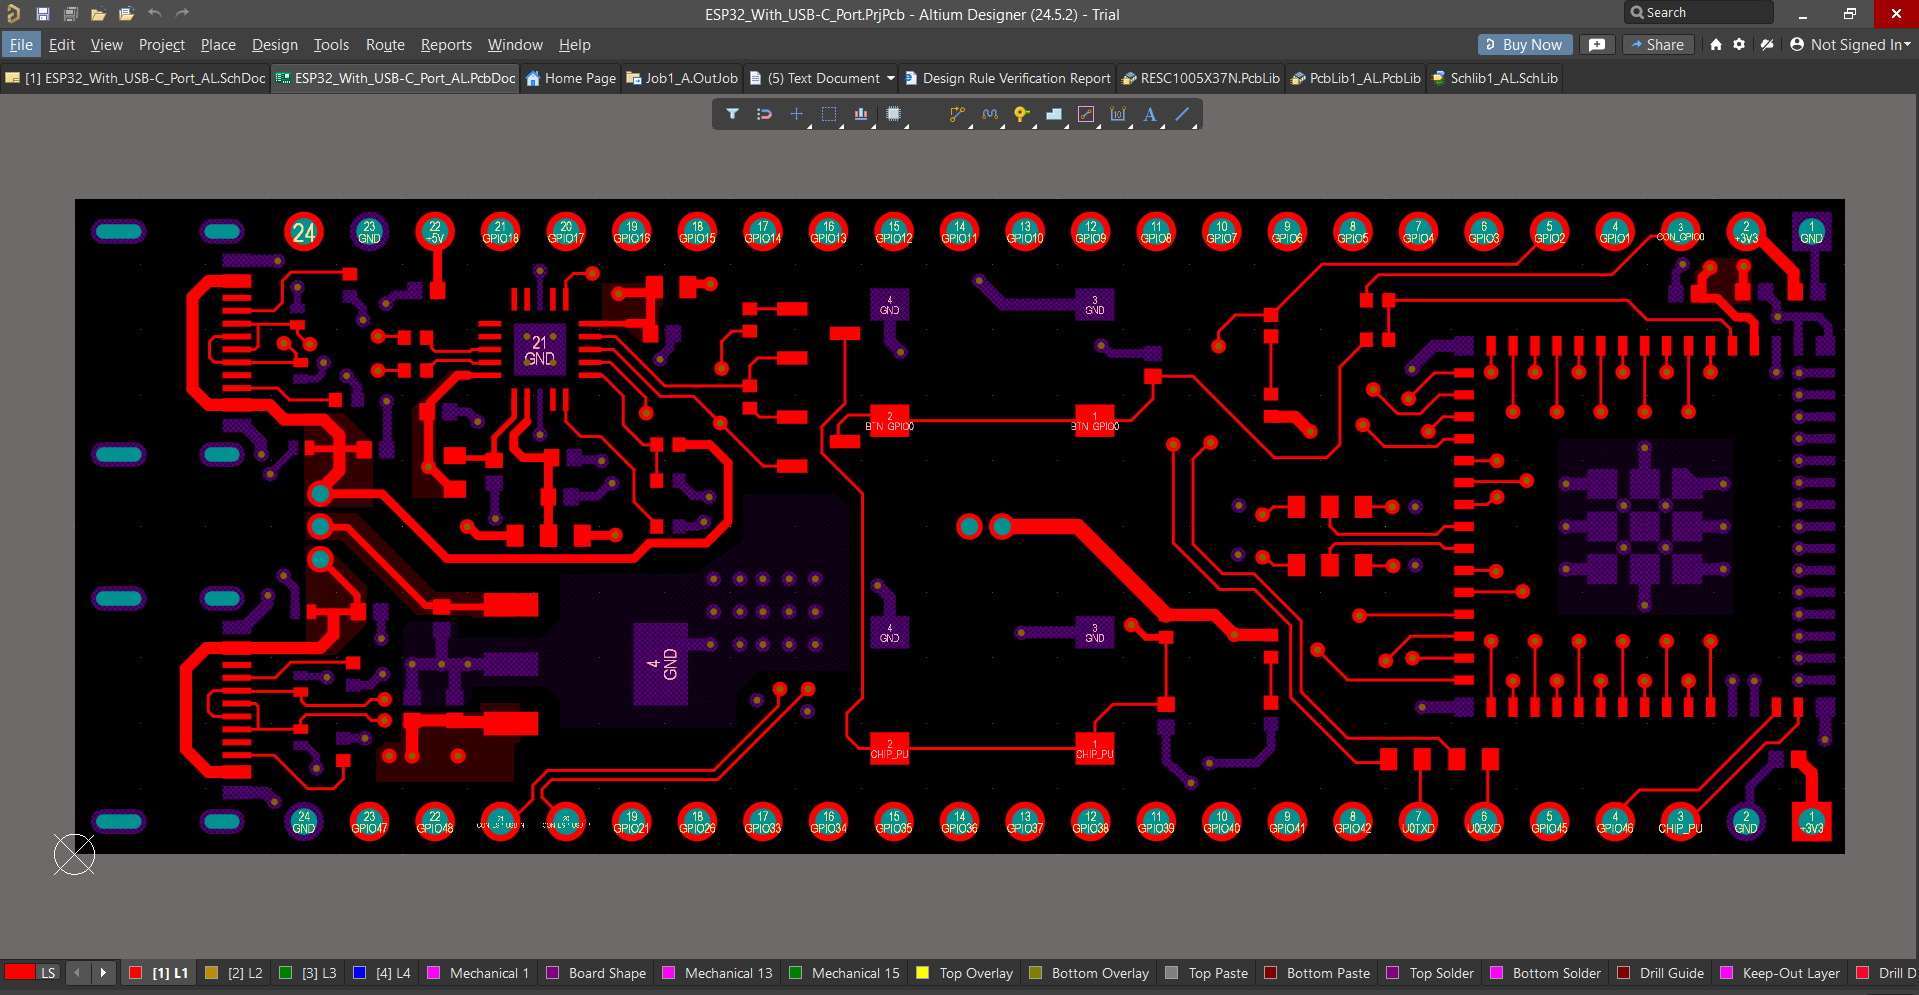 ESP32_With_USB-C_Port.PrjPcb - Altium Designer (24.5.2) - Trial
Search
File Edit View Project Place Design Tools Route Reports Window Help
Buy Now Share Not Signed In
[1] ESP32_With_USB-C_Port_AL.SchDoc ESP32_With_USB-C_Port_AL.PcbDoc Home Page Job1_A.OutJob (5) Text Document Design Rule Verification Report RESC1005X37N.PcbLib PcbLib1_AL.PcbLib Schlib1_AL.SchLib
24 23 22 21 20 19 18 17 16 15 14 13 12 11 10 9 8 7 6 5 4 3 2 1
GND +5V GPIO18 GPIO17 GPIO16 GPIO15 GPIO14 GPIO13 GPIO12 GPIO11 GPIO10 GPIO9 GPIO8 GPIO7 GPIO6 GPIO5 GPIO4 GPIO3 GPIO2 GPIO1 CON_GPIO0 +3V3 GND
4 3
GND GND
21
GND
2 1
BTN_GPIO0 BTN_GPIO0
4 3
GND GND
4
GND
2 1
CHIP_PU CHIP_PU
24 23 22 21 20 19 18 17 16 15 14 13 12 11 10 9 8 7 6 5 4 3 2 1
GND GPIO47 GPIO48 GPIO21 GPIO26 GPIO33 GPIO34 GPIO35 GPIO36 GPIO37 GPIO38 GPIO39 GPIO40 GPIO41 GPIO42 U0TXD U0RXD GPIO45 GPIO46 CHIP_PU GND +3V3
LS [1] L1 [2] L2 [3] L3 [4] L4 Mechanical 1 Board Shape Mechanical 13 Mechanical 15 Top Overlay Bottom Overlay Top Paste Bottom Paste Top Solder Bottom Solder Drill Guide Keep-Out Layer Drill D